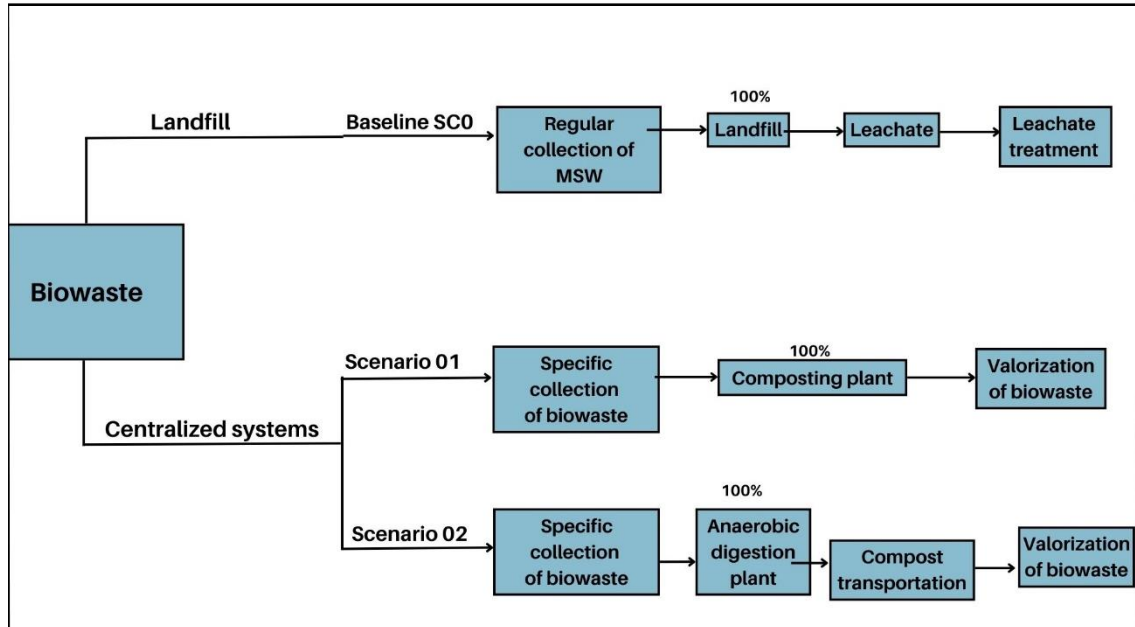 100%
Landfill
Baseline SC0
Regular
collection of
MSW
Landfill
Leachate
Leachate
treatment
Biowaste
Centralized systems
Scenario 01
Specific
collection
of biowaste
100%
Composting plant
Valorization
of biowaste
Scenario 02
Specific
collection
of biowaste
100%
Anaerobic
digestion
plant
Compost
transportation
Valorization
of biowaste